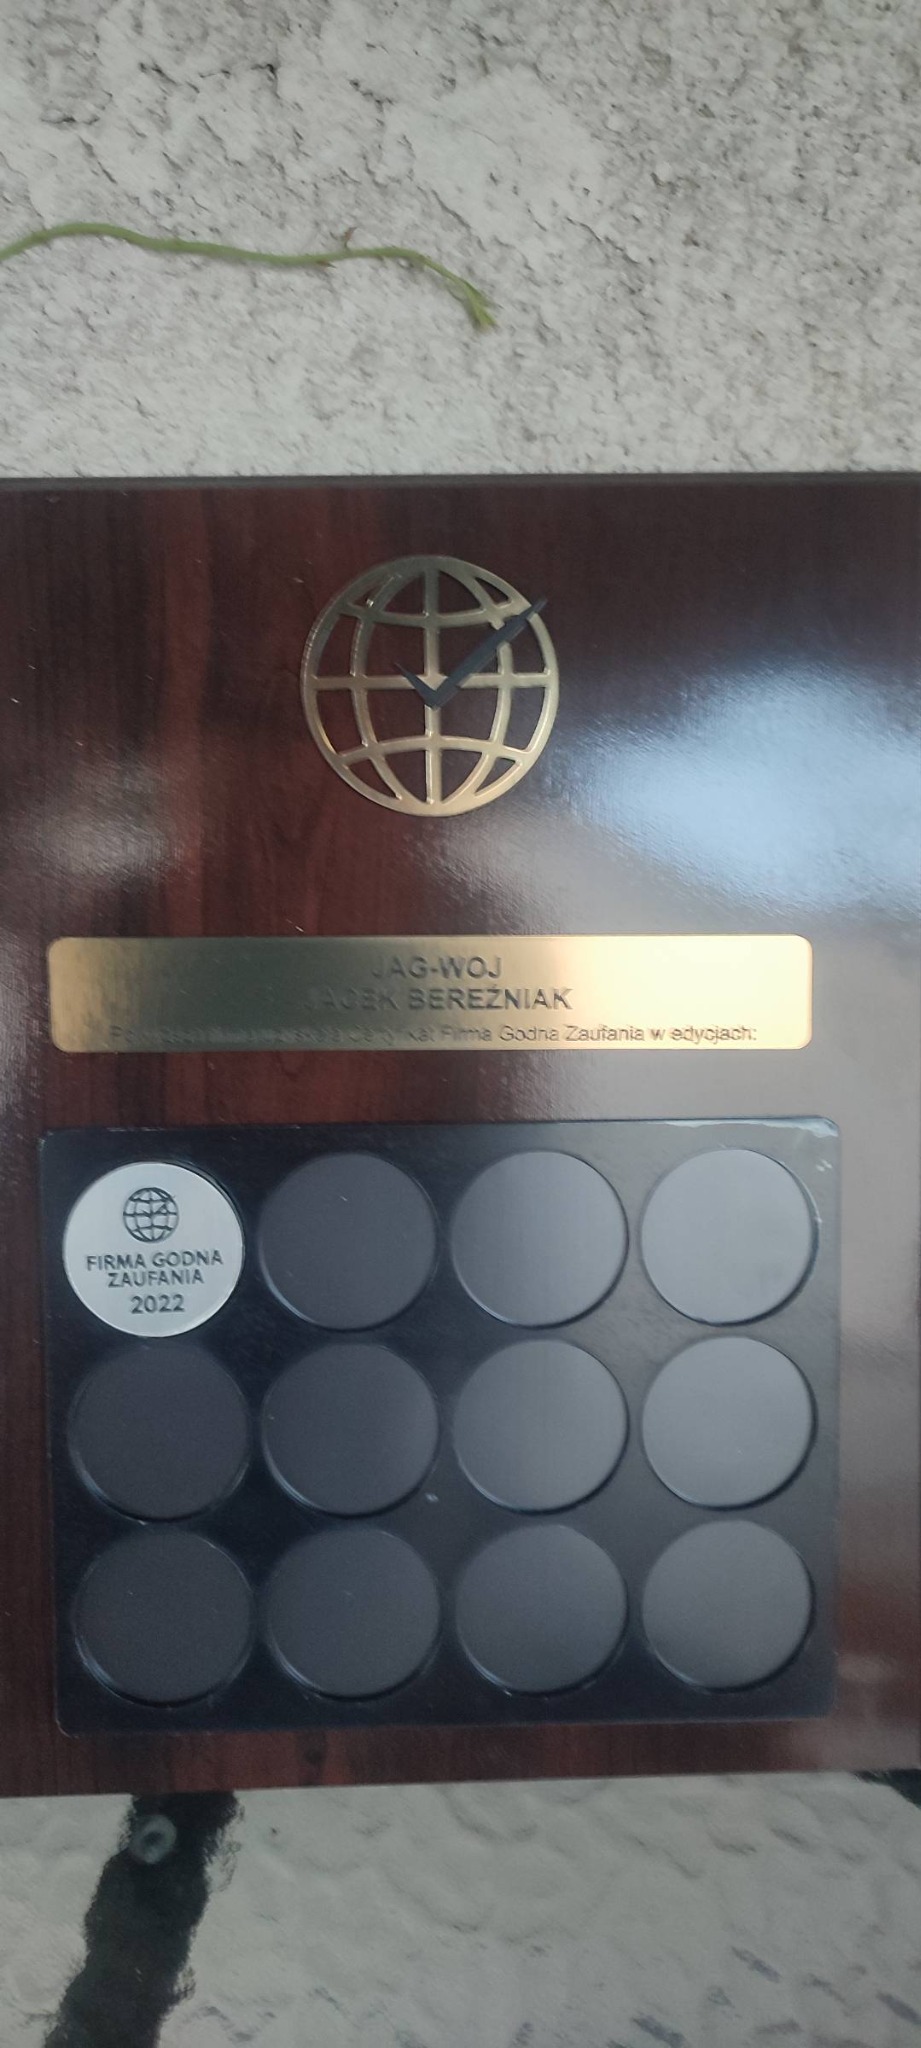 JAG-WOJ
JACEK BEREŹNIAK
Firma Godna Zaufania w edycjach:
FIRMA GODNA
ZAUFANIA
2022